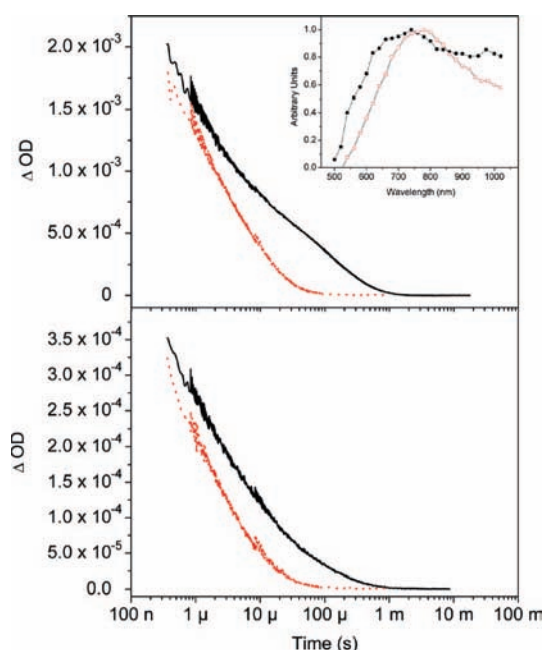 2.0 x 10⁻³
1.5 x 10⁻³
1.0 x 10⁻³
5.0 x 10⁻⁴
0
Δ OD
1.0
0.8
0.6
0.4
0.2
0.0
Arbitrary Units
500 600 700 800 900 1000
Wavelength (nm)
3.5 x 10⁻⁴
3.0 x 10⁻⁴
2.5 x 10⁻⁴
2.0 x 10⁻⁴
1.5 x 10⁻⁴
1.0 x 10⁻⁴
5.0 x 10⁻⁵
0.0
Δ OD
100 n 1 µ 10 µ 100 µ 1 m 10 m 100 m
Time (s)